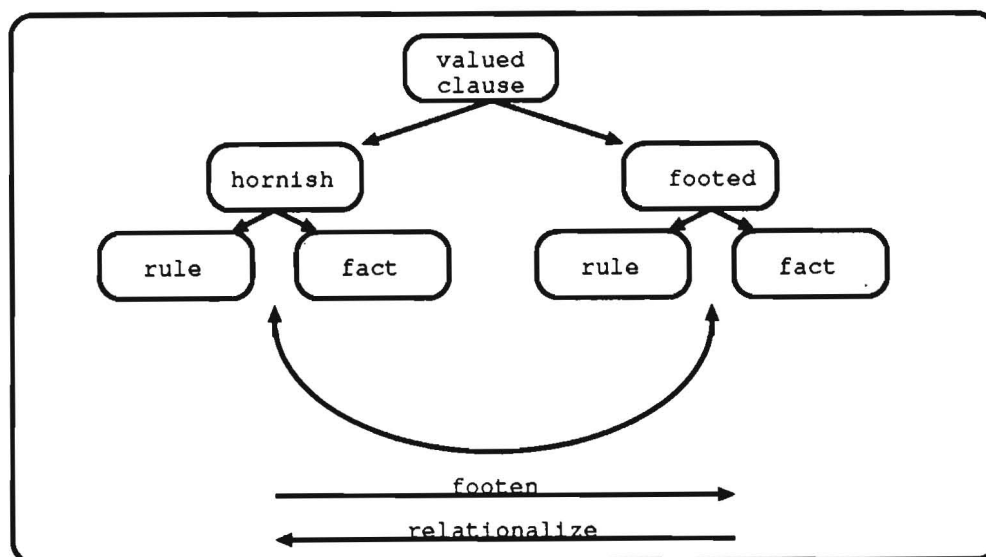 valued
clause
hornish
footed
rule
fact
rule
fact
footen
relationalize